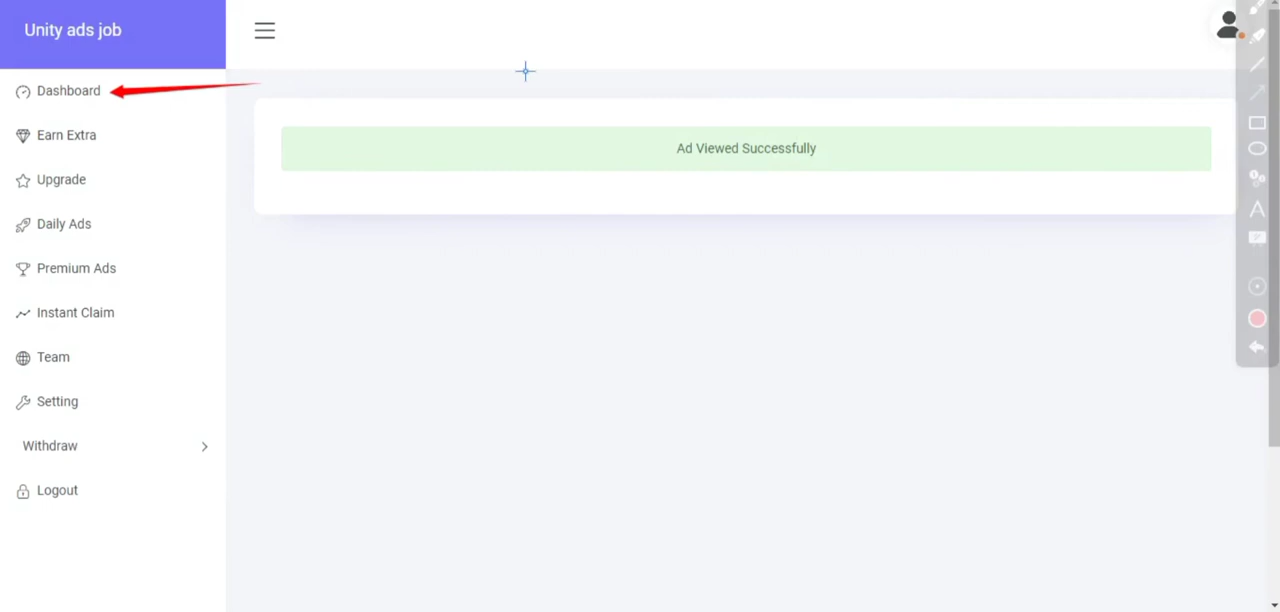 Unity ads job
Dashboard
Earn Extra
Upgrade
Daily Ads
Premium Ads
Instant Claim
Team
Setting
Withdraw
Logout
Ad Viewed Successfully
A